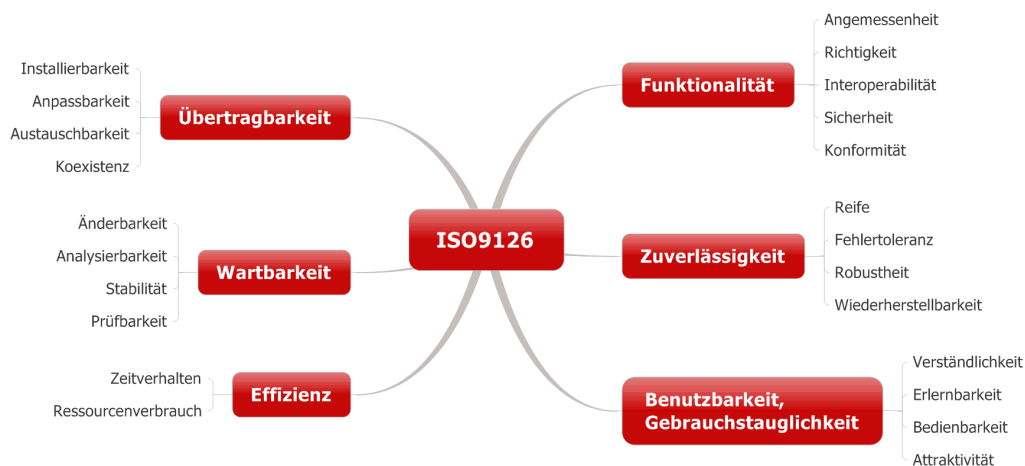 ISO9126
Übertragbarkeit
Installierbarkeit
Anpassbarkeit
Austauschbarkeit
Koexistenz
Wartbarkeit
Änderbarkeit
Analysierbarkeit
Stabilität
Prüfbarkeit
Effizienz
Zeitverhalten
Ressourcenverbrauch
Funktionalität
Angemessenheit
Richtigkeit
Interoperabilität
Sicherheit
Konformität
Zuverlässigkeit
Reife
Fehlertoleranz
Robustheit
Wiederherstellbarkeit
Benutzbarkeit,
Gebrauchstauglichkeit
Verständlichkeit
Erlernbarkeit
Bedienbarkeit
Attraktivität